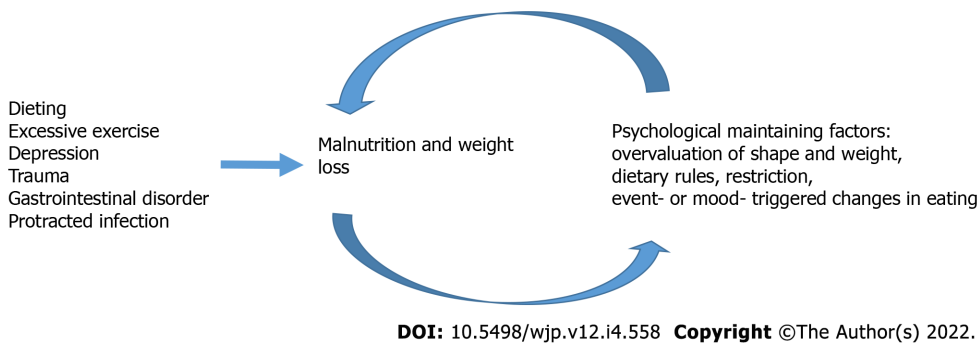 Dieting
Excessive exercise
Depression
Trauma
Gastrointestinal disorder
Protracted infection
Malnutrition and weight
loss
Psychological maintaining factors:
overvaluation of shape and weight,
dietary rules, restriction,
event- or mood- triggered changes in eating
DOI: 10.5498/wjp.v12.i4.558 Copyright ©The Author(s) 2022.